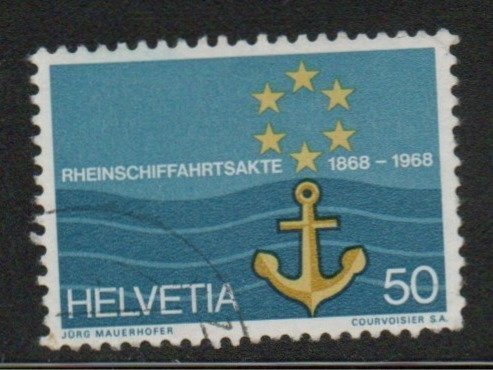 RHEINSCHIFFAHRTSAKTE 1868 – 1968
HELVETIA 50
JÜRG MAUERHOFER COURVOISIER S.A.